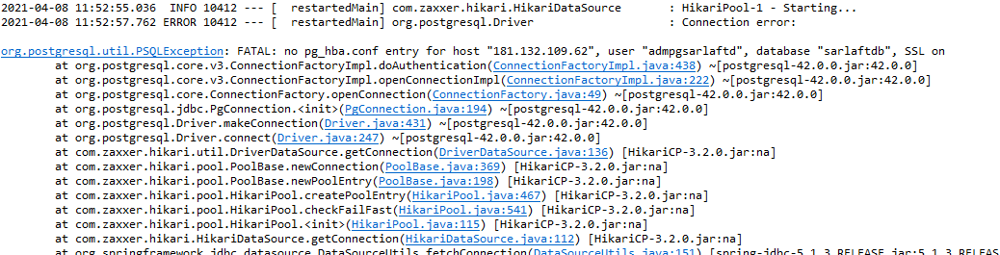 2021-04-08 11:52:55.036  INFO 10412 --- [  restartedMain] com.zaxxer.hikari.HikariDataSource       : HikariPool-1 - Starting...
2021-04-08 11:52:57.762 ERROR 10412 --- [  restartedMain] org.postgresql.Driver                    : Connection error:
org.postgresql.util.PSQLException: FATAL: no pg_hba.conf entry for host "181.132.109.62", user "admpgsarlaftd", database "sarlaftdb", SSL on
at org.postgresql.core.v3.ConnectionFactoryImpl.doAuthentication(ConnectionFactoryImpl.java:438) ~[postgresql-42.0.0.jar:42.0.0]
at org.postgresql.core.v3.ConnectionFactoryImpl.openConnectionImpl(ConnectionFactoryImpl.java:222) ~[postgresql-42.0.0.jar:42.0.0]
at org.postgresql.core.ConnectionFactory.openConnection(ConnectionFactory.java:49) ~[postgresql-42.0.0.jar:42.0.0]
at org.postgresql.jdbc.PgConnection.<init>(PgConnection.java:194) ~[postgresql-42.0.0.jar:42.0.0]
at org.postgresql.Driver.makeConnection(Driver.java:431) ~[postgresql-42.0.0.jar:42.0.0]
at org.postgresql.Driver.connect(Driver.java:247) ~[postgresql-42.0.0.jar:42.0.0]
at com.zaxxer.hikari.util.DriverDataSource.getConnection(DriverDataSource.java:136) [HikariCP-3.2.0.jar:na]
at com.zaxxer.hikari.pool.PoolBase.newConnection(PoolBase.java:369) [HikariCP-3.2.0.jar:na]
at com.zaxxer.hikari.pool.PoolBase.newPoolEntry(PoolBase.java:198) [HikariCP-3.2.0.jar:na]
at com.zaxxer.hikari.pool.HikariPool.createPoolEntry(HikariPool.java:467) [HikariCP-3.2.0.jar:na]
at com.zaxxer.hikari.pool.HikariPool.checkFailFast(HikariPool.java:541) [HikariCP-3.2.0.jar:na]
at com.zaxxer.hikari.pool.HikariPool.<init>(HikariPool.java:115) [HikariCP-3.2.0.jar:na]
at com.zaxxer.hikari.HikariDataSource.getConnection(HikariDataSource.java:112) [HikariCP-3.2.0.jar:na]
at org.springframework.jdbc.datasource.DataSourceUtils.fetchConnection(DataSourceUtils.java:151) [spring-jdbc-5.1.3.RELEASE.jar:5.1.3.RELEAS